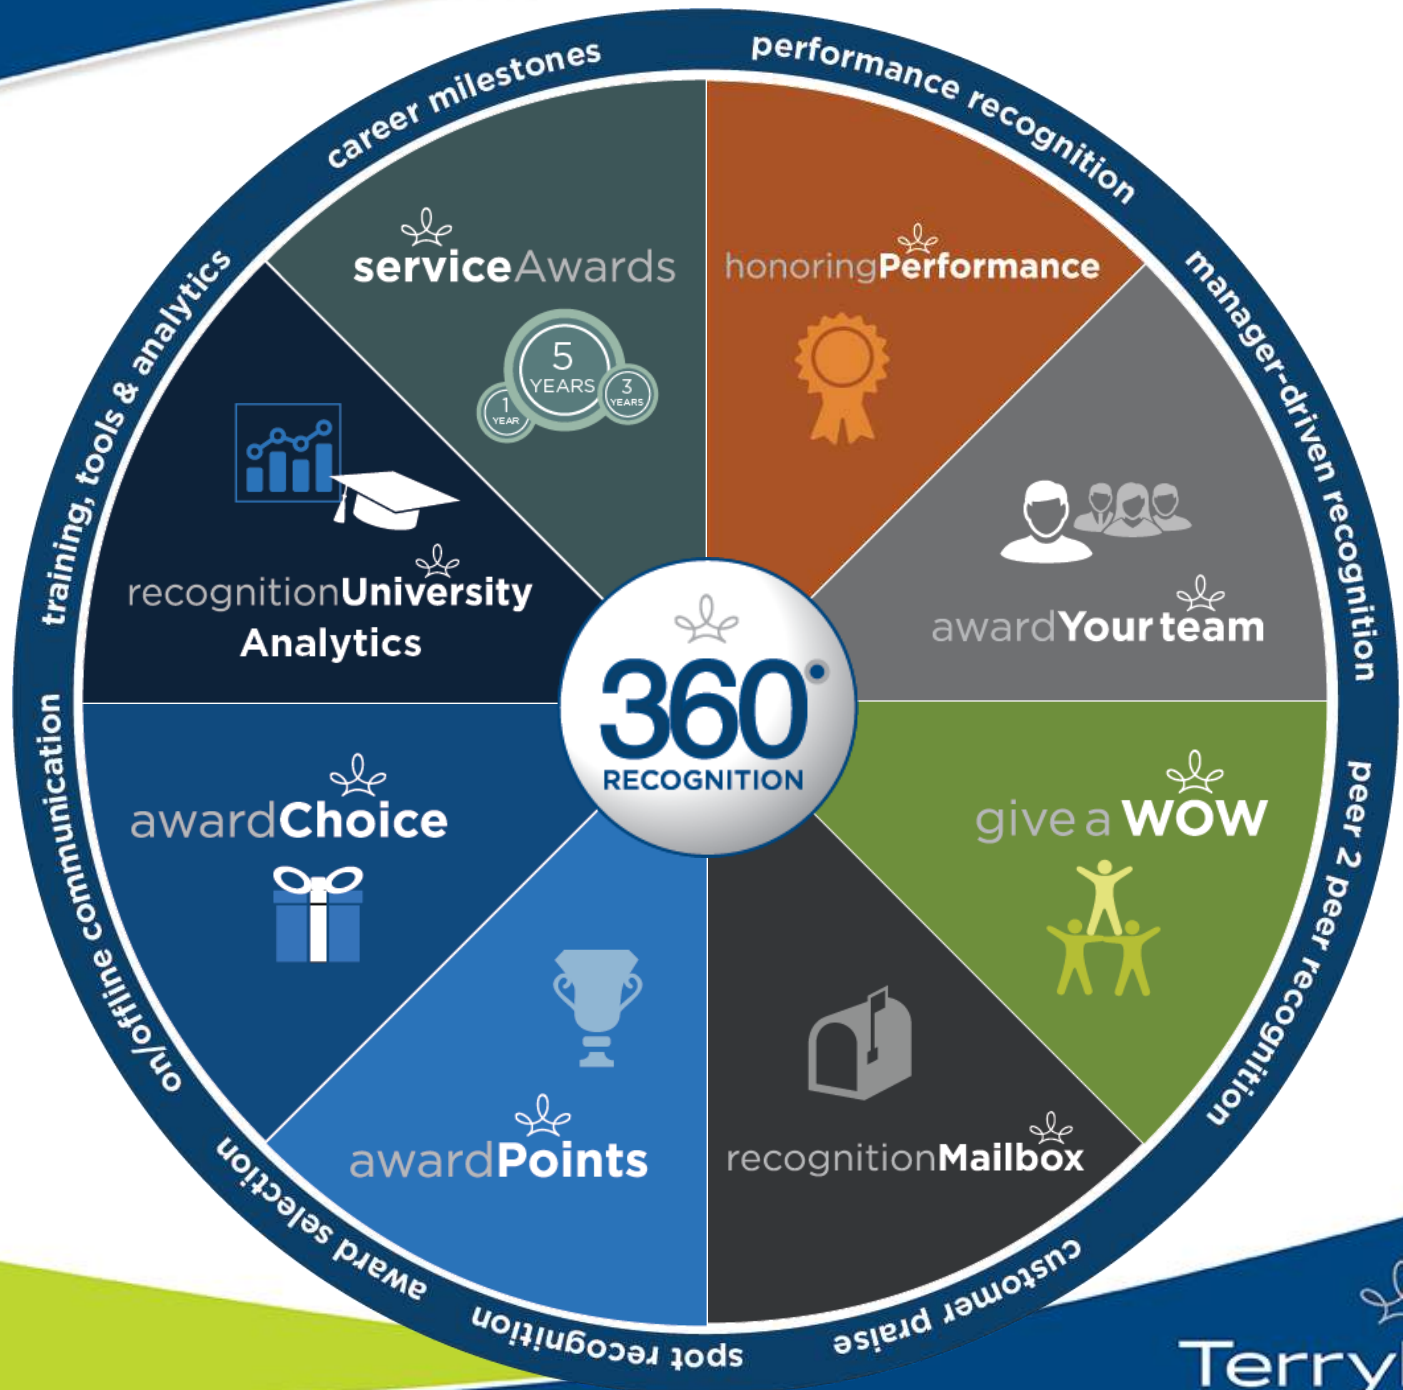 career milestones
performance recognition
manager-driven recognition
peer 2 peer recognition
customer praise
spot recognition
award selection
on/offline communication
training, tools & analytics
serviceAwards
5
YEARS
1
YEAR
3
YEARS
honoringPerformance
awardYour team
give a WOW
recognitionMailbox
awardPoints
awardChoice
recognitionUniversity
Analytics
360°
RECOGNITION
Terry